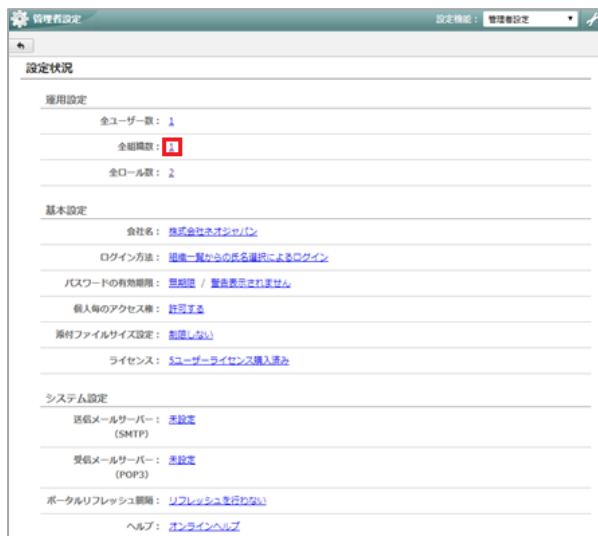 管理者設定 設定機能： 管理者設定
設定状況
運用設定
全ユーザー数： 1
全組織数： 1
全ロール数： 2
基本設定
会社名： 株式会社ネオジャパン
ログイン方法： 組織一覧からの氏名選択によるログイン
パスワードの有効期限： 無期限 / 警告表示されません
個人毎のアクセス権： 許可する
添付ファイルサイズ設定： 制限しない
ライセンス： 5ユーザーライセンス購入済み
システム設定
送信メールサーバー： 未設定
(SMTP)
受信メールサーバー： 未設定
(POP3)
ポータルリフレッシュ間隔： リフレッシュを行わない
ヘルプ： オンラインヘルプ